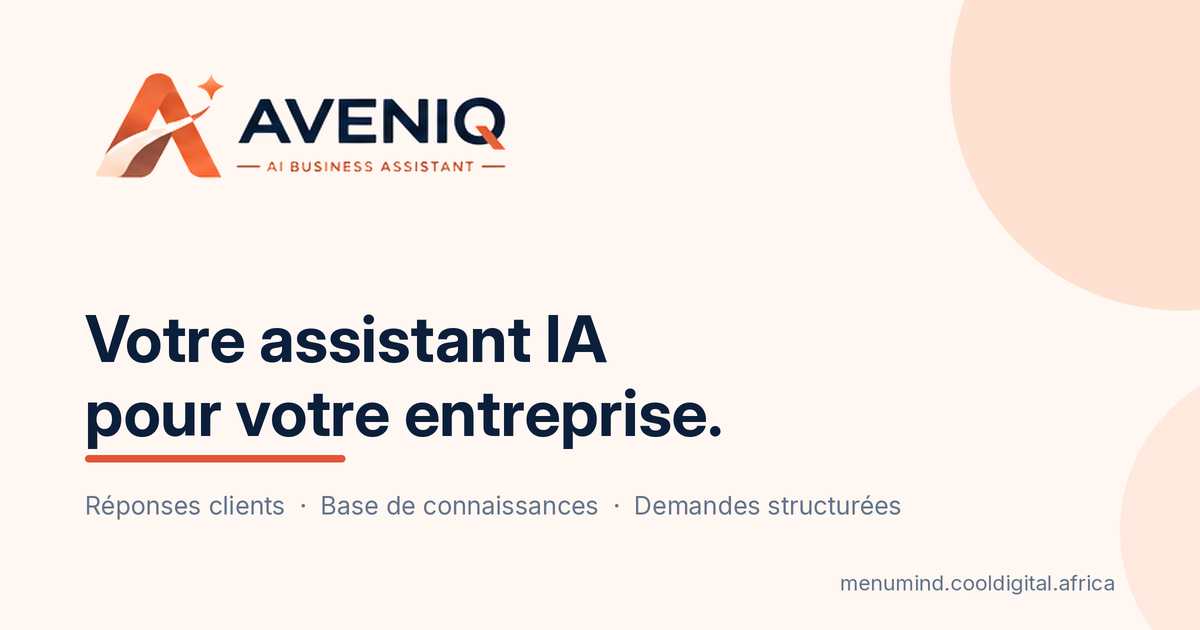 AVENIQ
AI BUSINESS ASSISTANT
Votre assistant IA
pour votre entreprise.
Réponses clients · Base de connaissances · Demandes structurées
menumind.cooldigital.africa